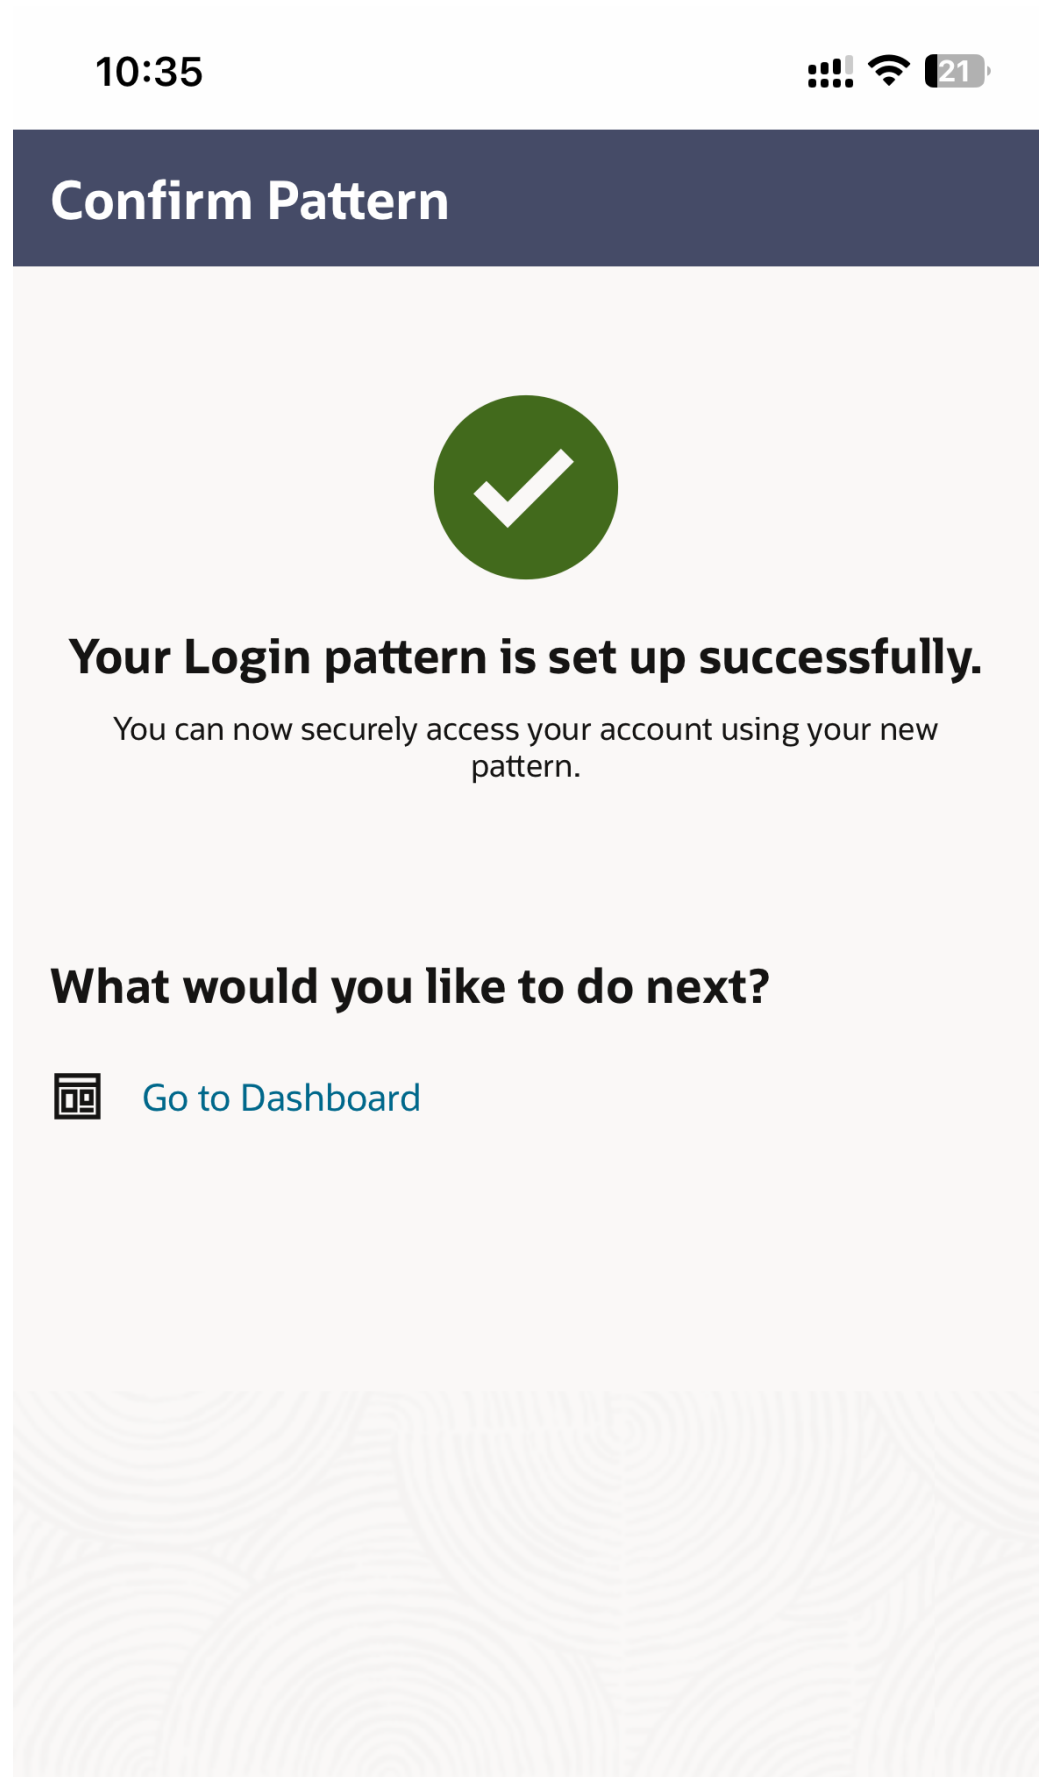 10:35
21
Confirm Pattern
Your Login pattern is set up successfully.
You can now securely access your account using your new
pattern.
What would you like to do next?
Go to Dashboard